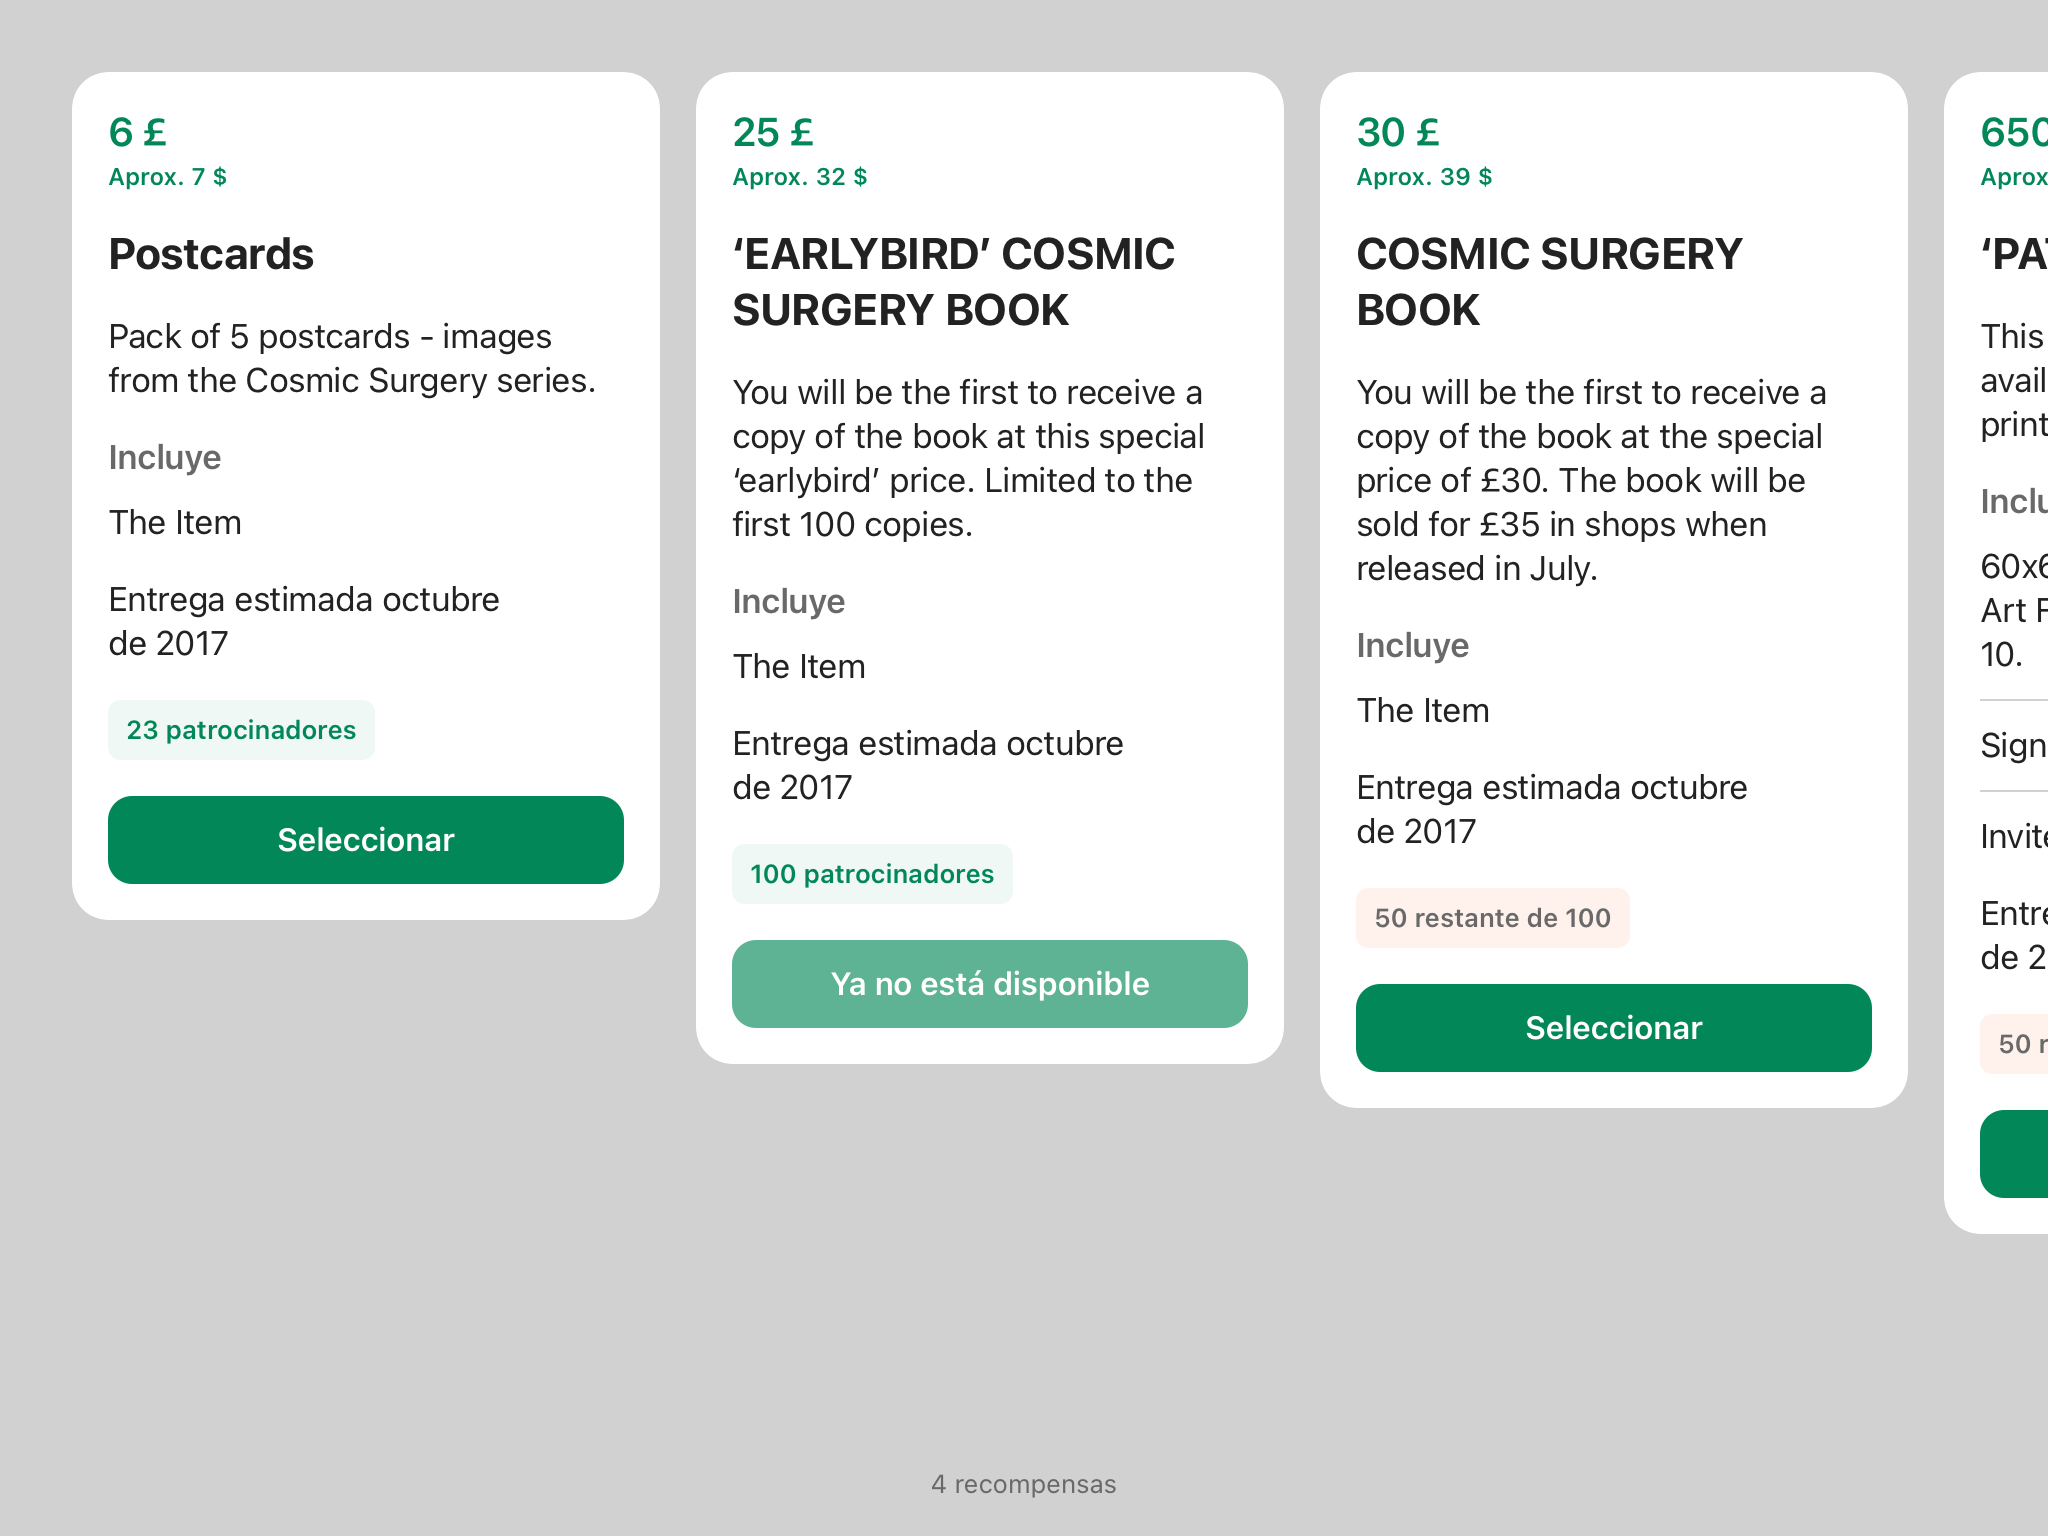 6 £
Aprox. 7 $
Postcards
Pack of 5 postcards - images
from the Cosmic Surgery series.
Incluye
The Item
Entrega estimada octubre
de 2017
23 patrocinadores
Seleccionar
25 £
Aprox. 32 $
‘EARLYBIRD’ COSMIC
SURGERY BOOK
You will be the first to receive a
copy of the book at this special
‘earlybird’ price. Limited to the
first 100 copies.
Incluye
The Item
Entrega estimada octubre
de 2017
100 patrocinadores
Ya no está disponible
30 £
Aprox. 39 $
COSMIC SURGERY
BOOK
You will be the first to receive a
copy of the book at the special
price of £30. The book will be
sold for £35 in shops when
released in July.
Incluye
The Item
Entrega estimada octubre
de 2017
50 restante de 100
Seleccionar
650
Aprox
This
print
Art
10.
Sign
de 2
50
4 recompensas